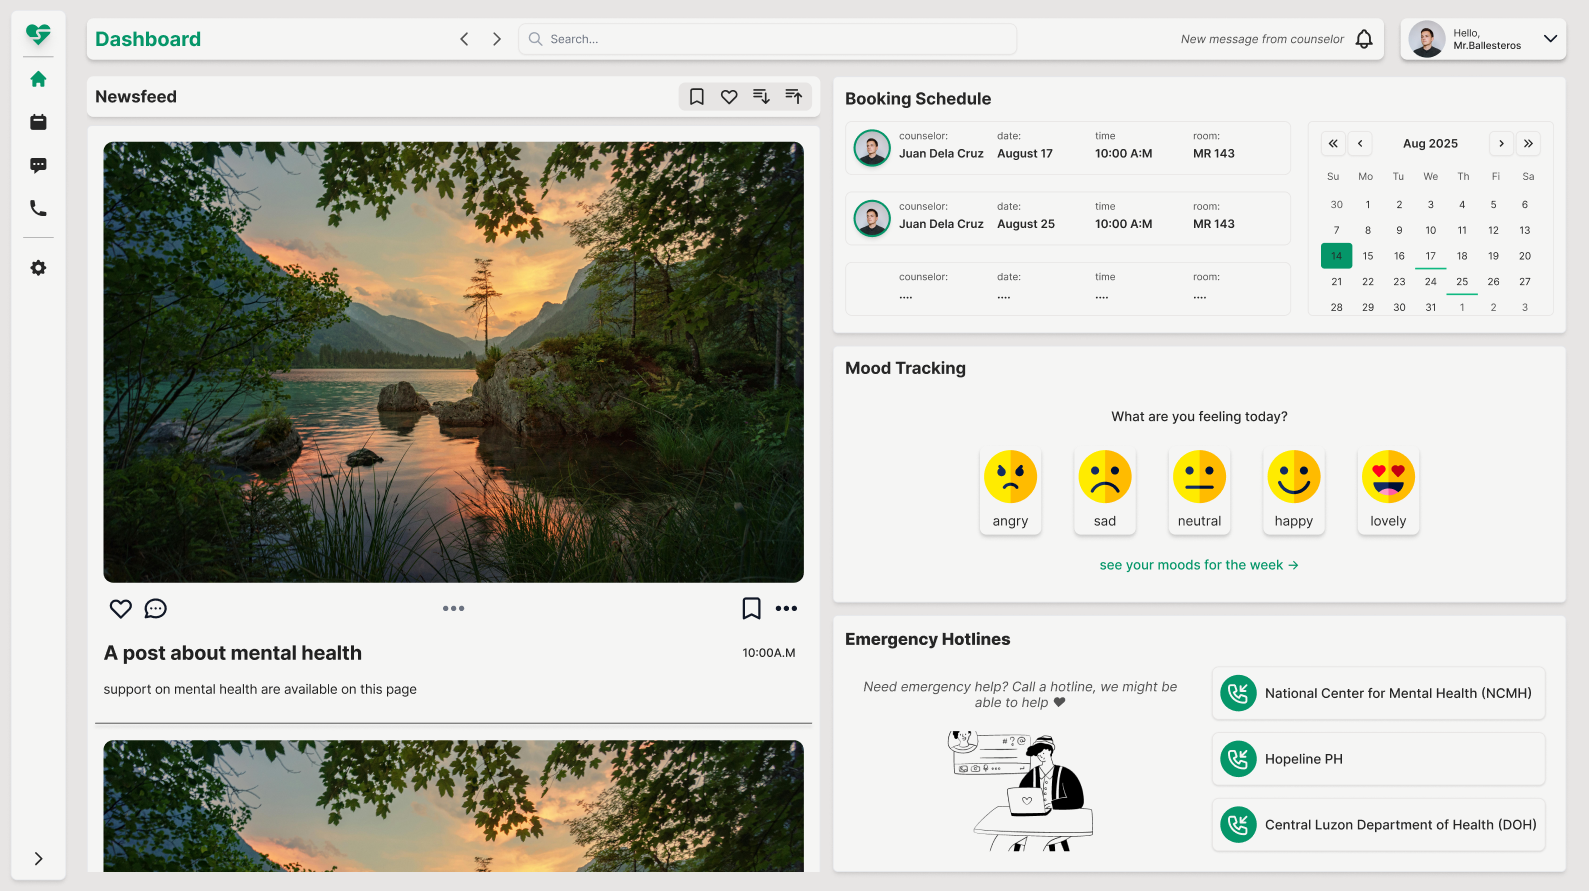 Dashboard
Search...
New message from counselor
Hello,
Mr.Ballesteros
Newsfeed
A post about mental health
10:00A.M
support on mental health are available on this page
Booking Schedule
counselor: date: time room:
Juan Dela Cruz August 17 10:00 A:M MR 143
counselor: date: time room:
Juan Dela Cruz August 25 10:00 A:M MR 143
counselor: date: time room:
.... .... .... ....
Aug 2025
Su Mo Tu We Th Fri Sa
30 1 2 3 4 5 6
7 8 9 10 11 12 13
14 15 16 17 18 19 20
21 22 23 24 25 26 27
28 29 30 31 1 2 3
Mood Tracking
What are you feeling today?
angry sad neutral happy lovely
see your moods for the week →
Emergency Hotlines
Need emergency help? Call a hotline, we might be
able to help ♥
# ? @
National Center for Mental Health (NCMH)
Hopeline PH
Central Luzon Department of Health (DOH)